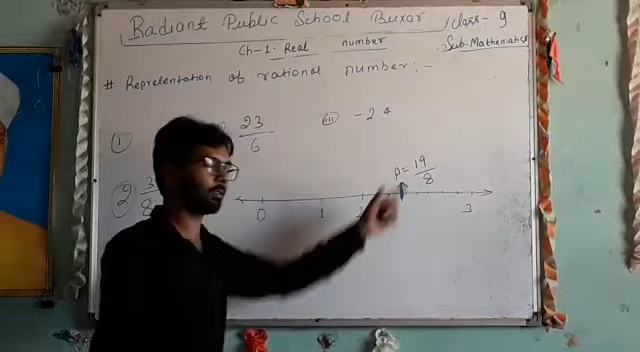 Radiant Public School Buxar / class - 9
Ch-1. Real number Sub-Mathematics
# Representation of rational number:-
(i) 23/6 (iii) -2.4
2 3/8 P = 19/8
0 1 2 3